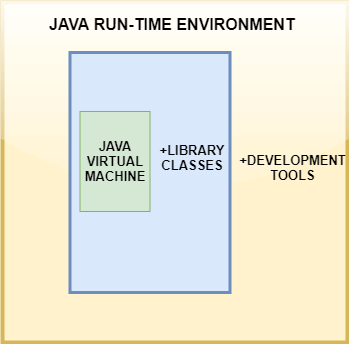 JAVA RUN-TIME ENVIRONMENT
JAVA
VIRTUAL
MACHINE
+LIBRARY
CLASSES
+DEVELOPMENT
TOOLS